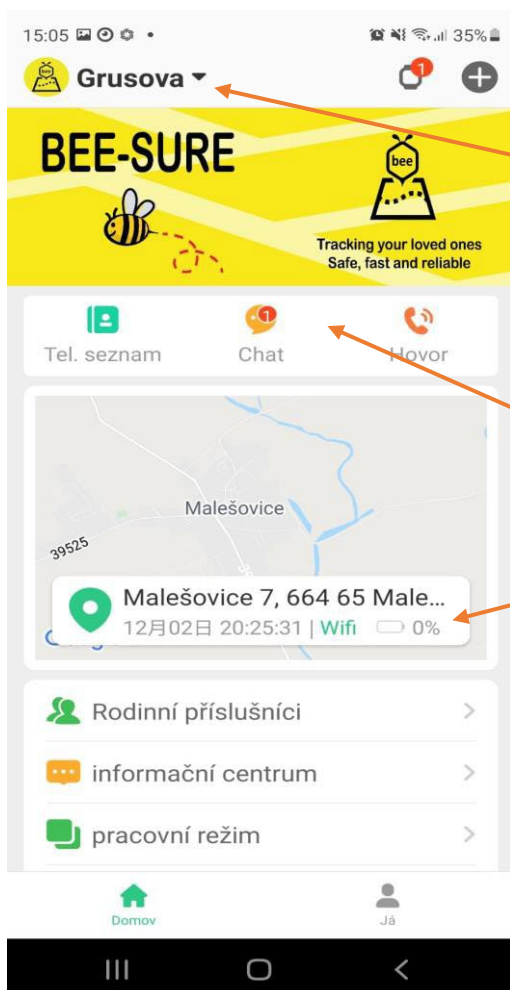 15:05 35%
Grusova
1
BEE-SURE
bee
Tracking your loved ones
Safe, fast and reliable
1
Tel. seznam Chat Hovor
Malešovice
39525
Malešovice 7, 664 65 Male...
12月02日 20:25:31 | Wifi 0%
Rodinní příslušníci
informační centrum
pracovní režim
Domov Já